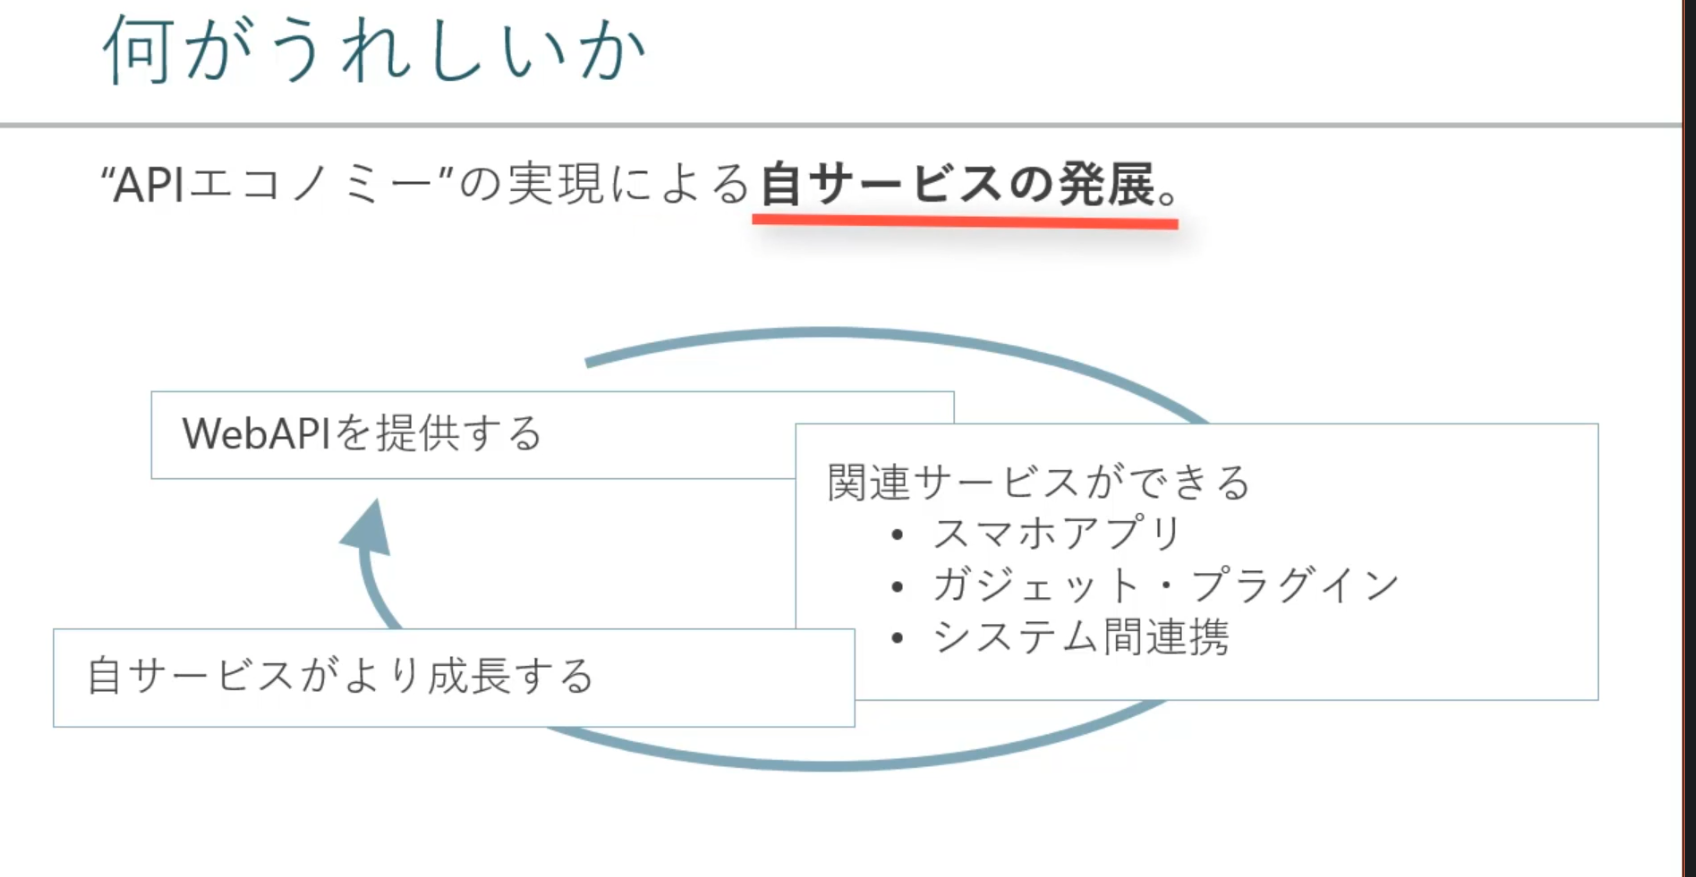 何がうれしいか
“APIエコノミー”の実現による自サービスの発展。
WebAPIを提供する
関連サービスができる
• スマホアプリ
• ガジェット・プラグイン
• システム間連携
自サービスがより成長する